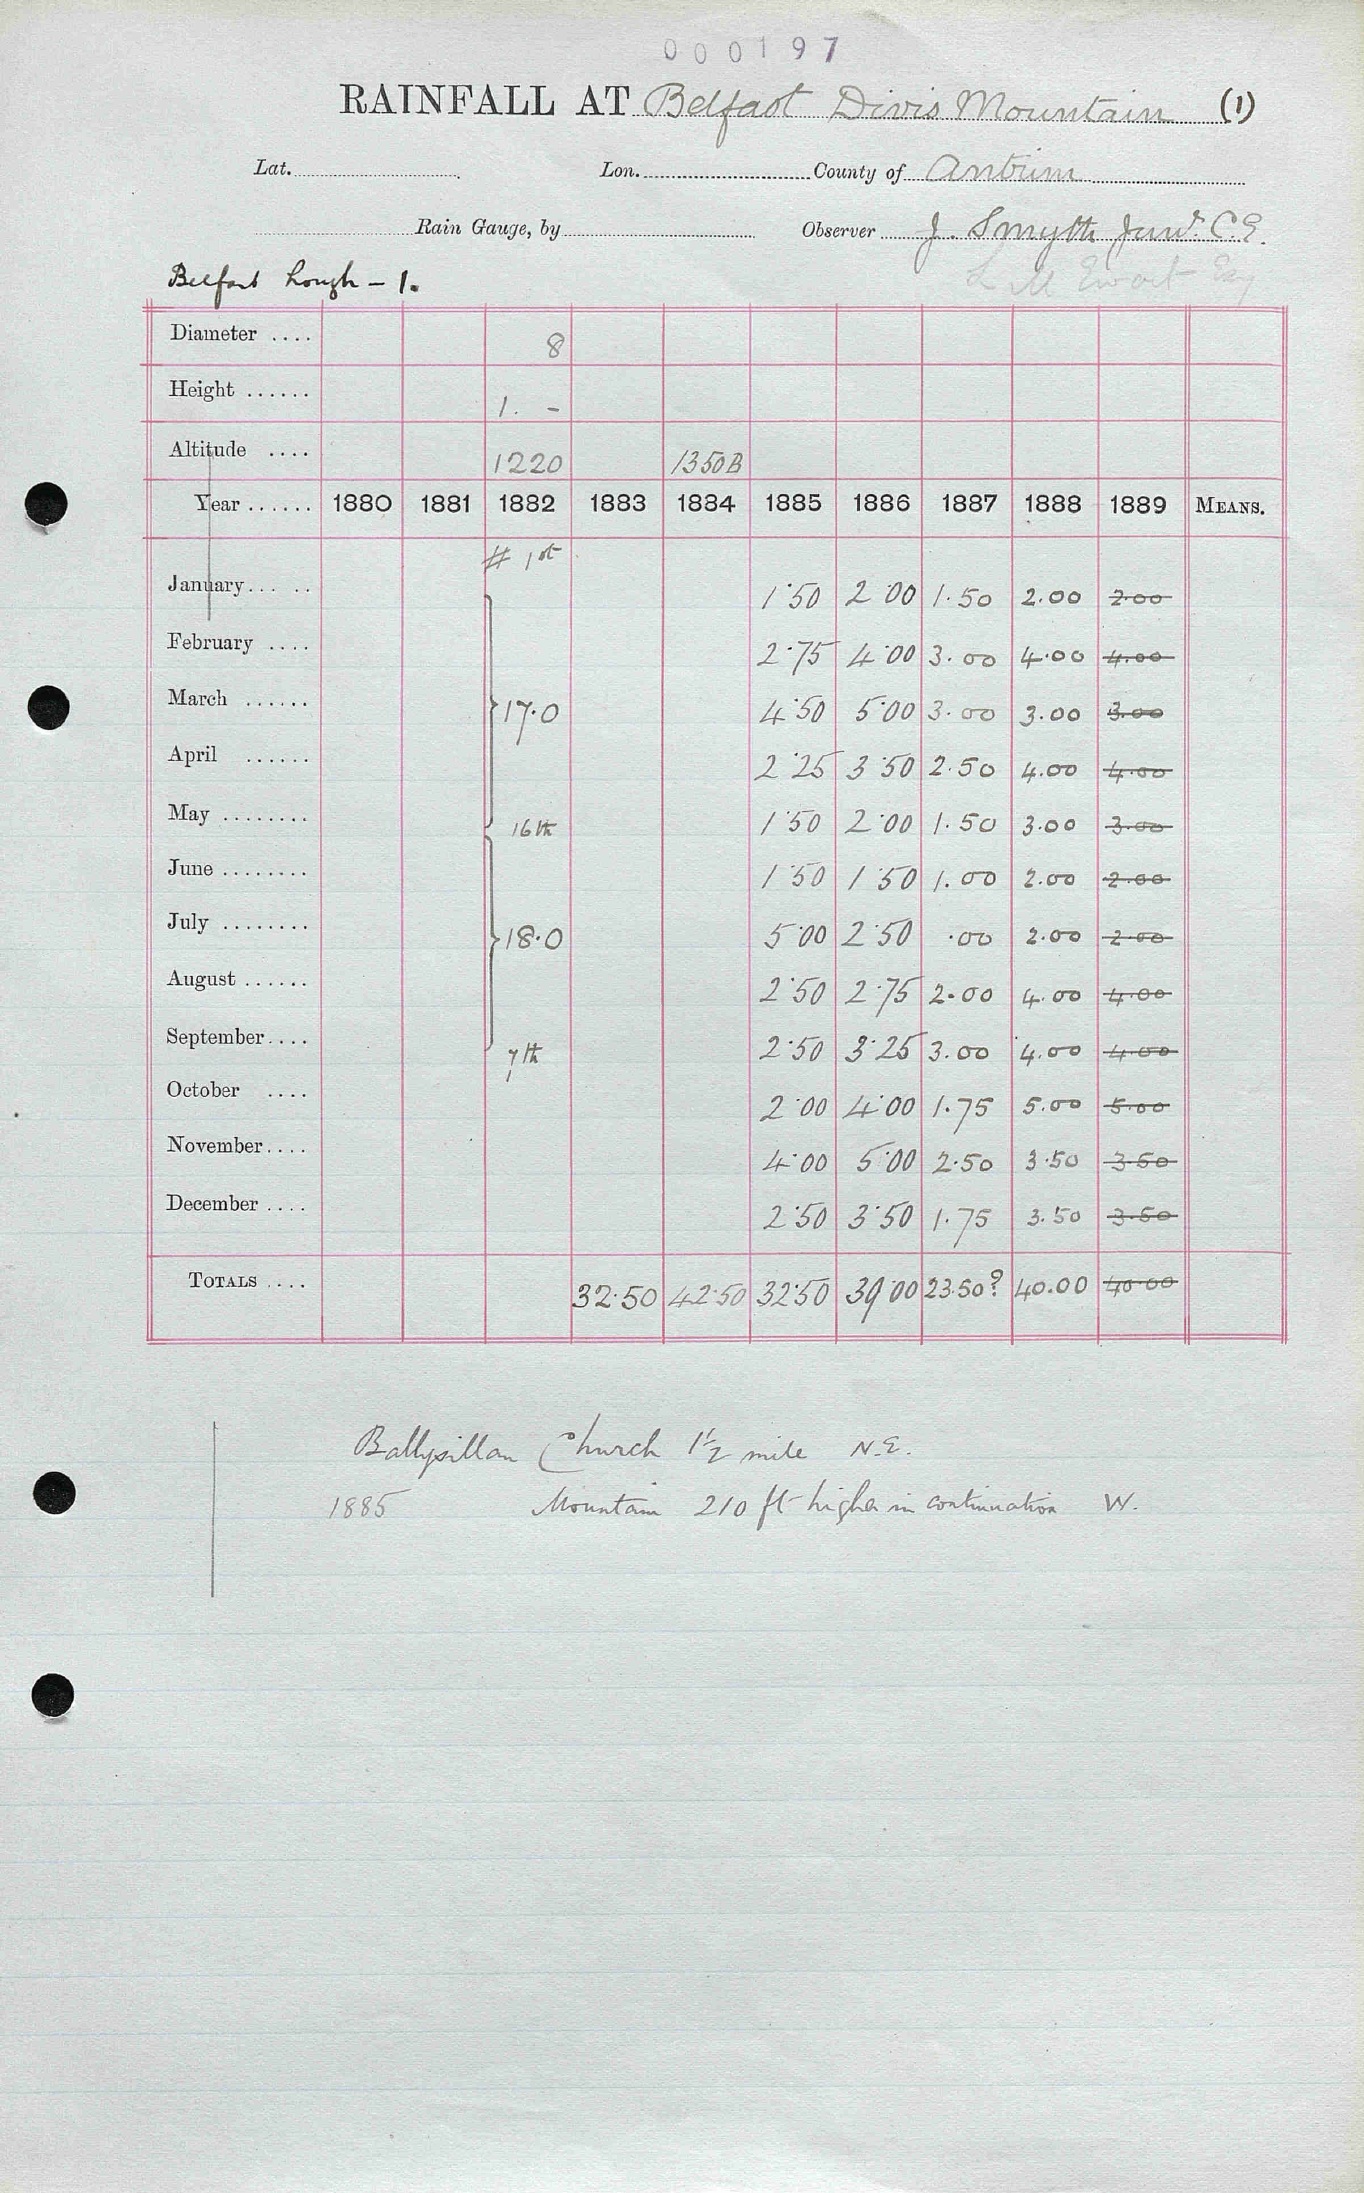 000197
RAINFALL AT Belfast Divis Mountain (1)
Lat. Lon. County of Antrim
Rain Gauge, by Observer J. Smyth Junr. C.E.
Belfast Lough - 1. L M Ewart Esq
Diameter .... 8
Height ...... 1. -
Altitude .... 1220 1350B
Year ...... 1880 1881 1882 1883 1884 1885 1886 1887 1888 1889 MEANS.
# 1st
January... .. 1.50 2.00 1.50 2.00 2.00
February .... 2.75 4.00 3.00 4.00 4.00
March ...... 17.0 4.50 5.00 3.00 3.00 3.00
April ...... 2.25 3.50 2.50 4.00 4.00
May ........ 16th 1.50 2.00 1.50 3.00 3.00
June ........ 1.50 1.50 1.00 2.00 2.00
July ........ 18.0 5.00 2.50 .00 2.00 2.00
August ...... 2.50 2.75 2.00 4.00 4.00
September.... 7th 2.50 3.25 3.00 4.00 4.00
October .... 2.00 4.00 1.75 5.00 5.00
November.... 4.00 5.00 2.50 3.50 3.50
December .... 2.50 3.50 1.75 3.50 3.50
TOTALS .... 32.50 42.50 32.50 39.00 23.50? 40.00 40.00
Ballysillan Church 1½ mile N.E.
1885 Mountain 210 ft higher in continuation W.